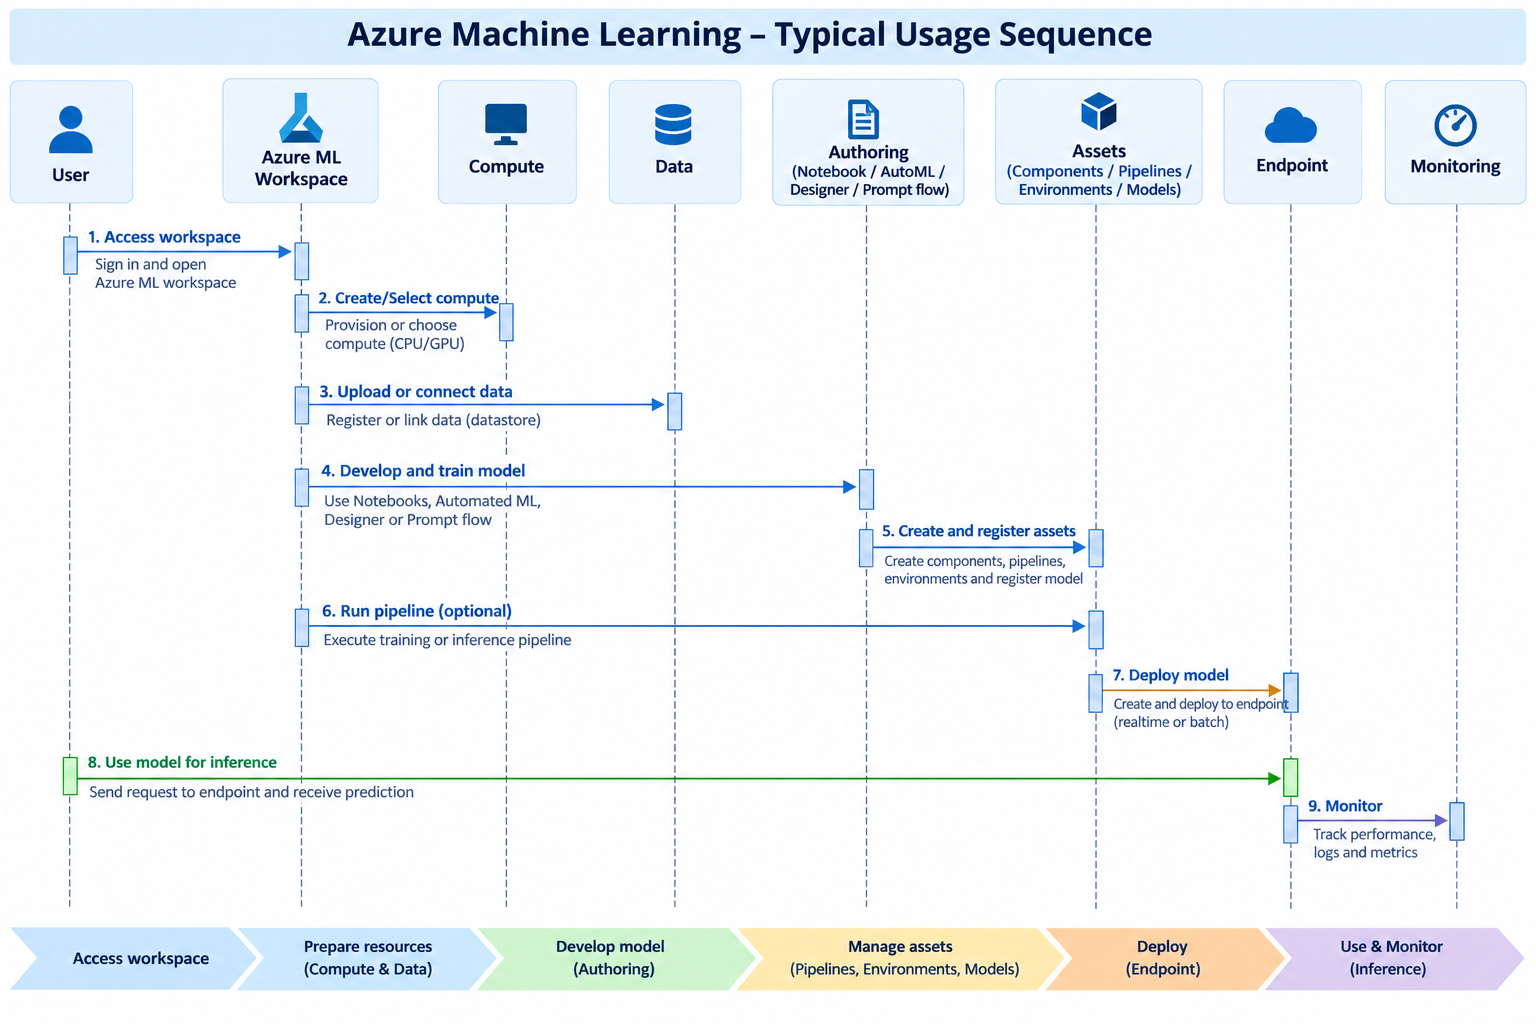 Azure Machine Learning – Typical Usage Sequence
User
Azure ML
Workspace
Compute
Data
Authoring
(Notebook / AutoML /
Designer / Prompt flow)
Assets
(Components / Pipelines /
Environments / Models)
Endpoint
Monitoring
1. Access workspace
Sign in and open
Azure ML workspace
2. Create/Select compute
Provision or choose
compute (CPU/GPU)
3. Upload or connect data
Register or link data (datastore)
4. Develop and train model
Use Notebooks, Automated ML,
Designer or Prompt flow
5. Create and register assets
Create components, pipelines,
environments and register model
6. Run pipeline (optional)
Execute training or inference pipeline
7. Deploy model
Create and deploy to endpoint
(realtime or batch)
8. Use model for inference
Send request to endpoint and receive prediction
9. Monitor
Track performance,
logs and metrics
Access workspace
Prepare resources
(Compute & Data)
Develop model
(Authoring)
Manage assets
(Pipelines, Environments, Models)
Deploy
(Endpoint)
Use & Monitor
(Inference)